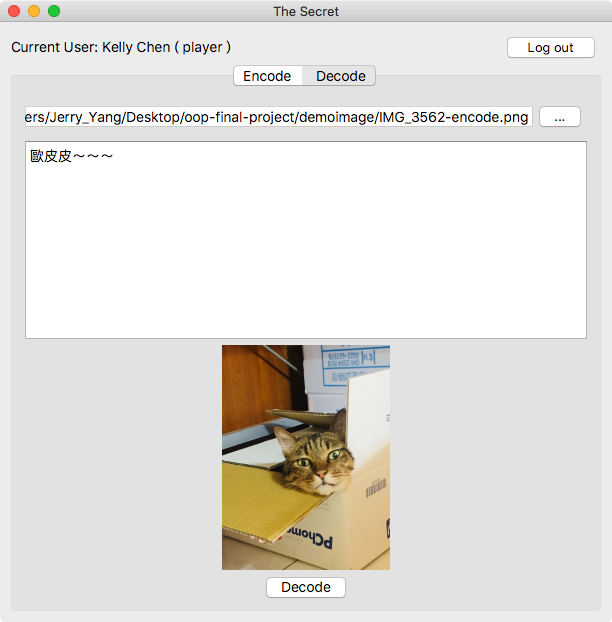 The Secret
Current User: Kelly Chen ( player )
Log out
Encode
Decode
ers/Jerry_Yang/Desktop/oop-final-project/demoimage/IMG_3562-encode.png
...
歐皮皮～～～
PChome
Decode